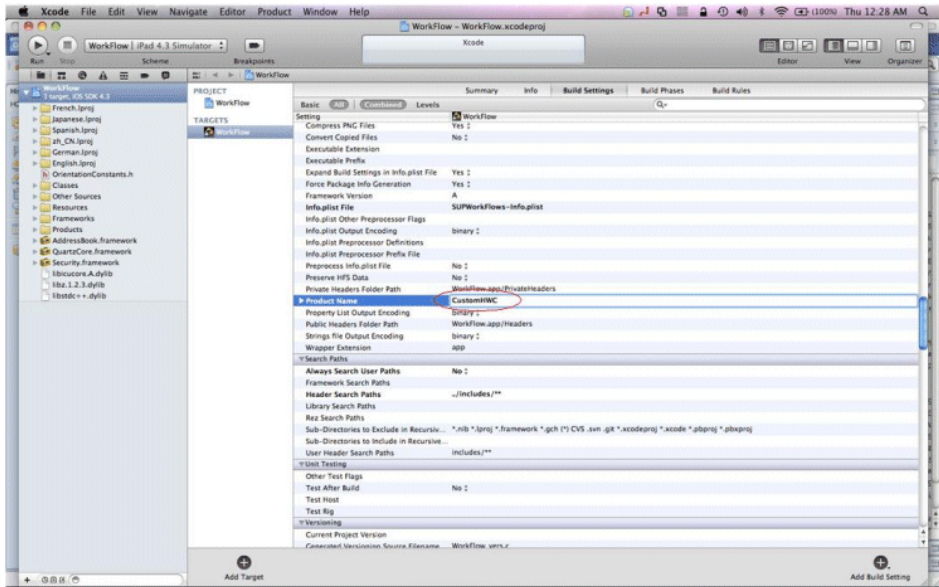 Xcode File Edit View Navigate Editor Product Window Help (100%) Thu 12:28 AM
WorkFlow – WorkFlow.xcodeproj
WorkFlow | iPad 4.3 Simulator
Xcode
Run Stop Scheme Breakpoints Editor View Organizer
WorkFlow
WorkFlow
1 target, iOS SDK 4.3
French.lproj
Japanese.lproj
Spanish.lproj
zh_CN.lproj
German.lproj
English.lproj
h OrientationConstants.h
Classes
Other Sources
Resources
Frameworks
Products
AddressBook.framework
QuartzCore.framework
Security.framework
libicucore.A.dylib
libz.1.2.3.dylib
libstdc++.dylib
PROJECT
WorkFlow
TARGETS
WorkFlow
Summary Info Build Settings Build Phases Build Rules
Basic All Combined Levels
Setting WorkFlow
Compress PNG Files Yes
Convert Copied Files No
Executable Extension
Executable Prefix
Expand Build Settings in Info.plist File Yes
Force Package Info Generation Yes
Framework Version A
Info.plist File SUPWorkFlows-Info.plist
Info.plist Other Preprocessor Flags
Info.plist Output Encoding binary
Info.plist Preprocessor Definitions
Info.plist Preprocessor Prefix File
Preprocess Info.plist File No
Preserve HFS Data No
Private Headers Folder Path WorkFlow.app/PrivateHeaders
Product Name CustomHWC
Property List Output Encoding binary
Public Headers Folder Path WorkFlow.app/Headers
Strings file Output Encoding binary
Wrapper Extension app
Search Paths
Always Search User Paths No
Framework Search Paths
Header Search Paths ../includes/**
Library Search Paths
Rez Search Paths
Sub-Directories to Exclude in Recursiv... *.nib *.lproj *.framework *.gch (*) CVS .svn .git *.xcodeproj *.xcode *.pbproj *.pbxproj
Sub-Directories to Include in Recursive...
User Header Search Paths includes/**
Unit Testing
Other Test Flags
Test After Build No
Test Host
Test Rig
Versioning
Current Project Version
Generated Versioning Source Filename WorkFlow_vers.c
Add Target Add Build Setting